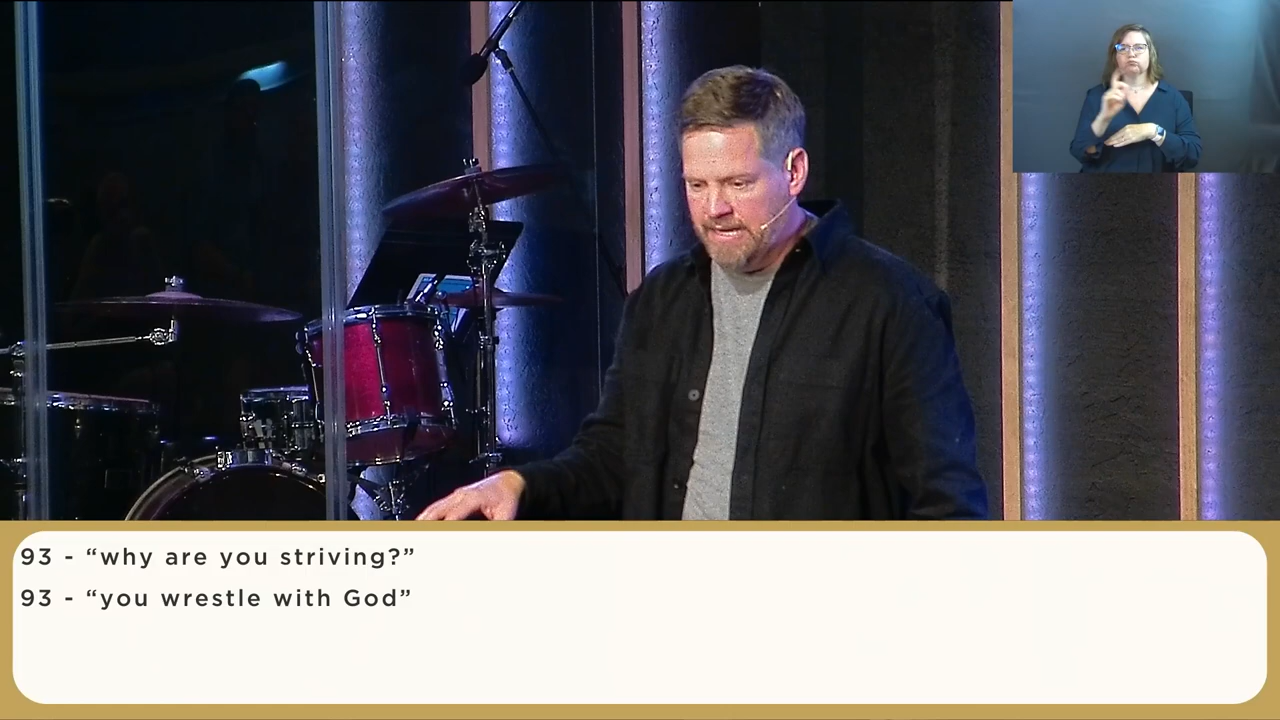 93 - “why are you striving?”
93 - “you wrestle with God”